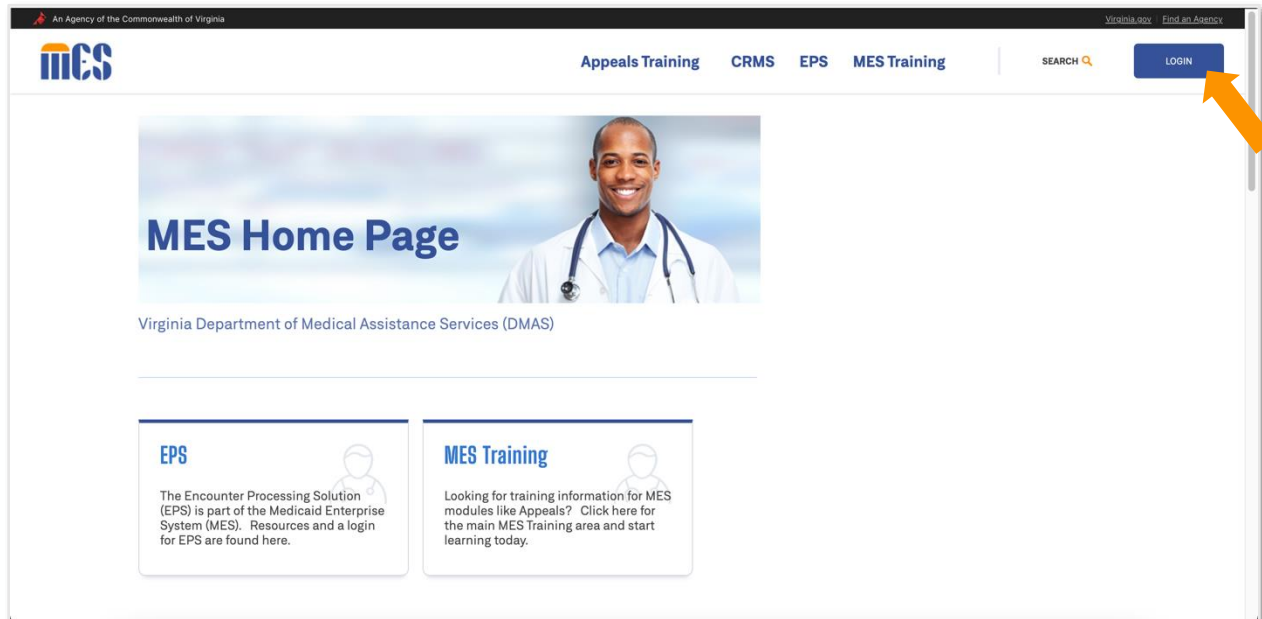 An Agency of the Commonwealth of Virginia
Virginia.gov | Find an Agency
mes
Appeals Training CRMS EPS MES Training
SEARCH
LOGIN
MES Home Page
Virginia Department of Medical Assistance Services (DMAS)
EPS
The Encounter Processing Solution
(EPS) is part of the Medicaid Enterprise
System (MES). Resources and a login
for EPS are found here.
MES Training
Looking for training information for MES
modules like Appeals? Click here for
the main MES Training area and start
learning today.